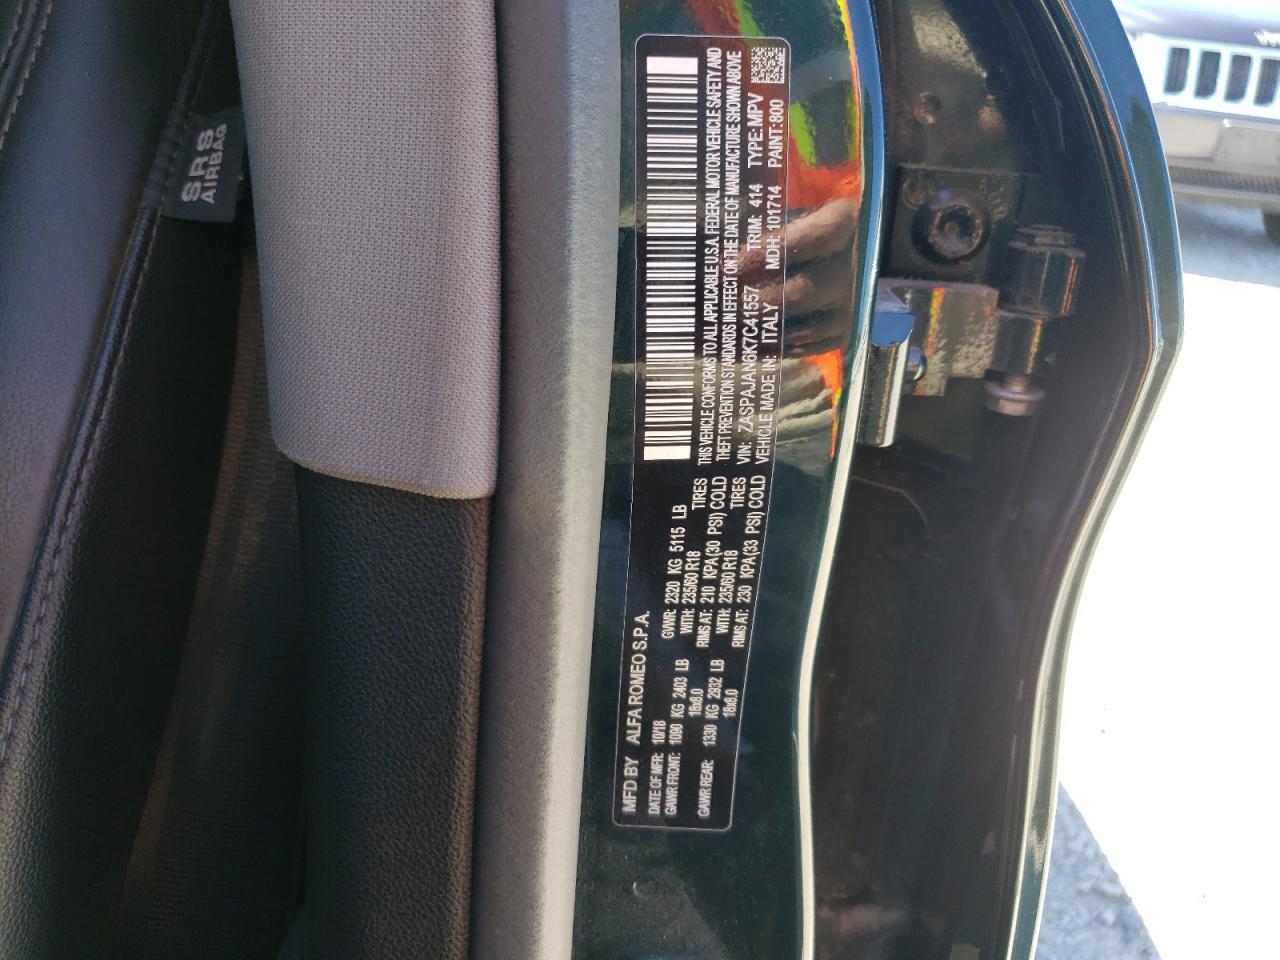 MFD BY ALFA ROMEO S.P.A.
DATE OF MFR: 10/18 GVWR: 2320 KG 5115 LB
GAWR FRONT: 1090 KG 2403 LB WITH: 235/60 R18 TIRES
18x8.0 RIMS AT: 210 KPA(30 PSI) COLD
GAWR REAR: 1330 KG 2932 LB WITH: 235/60 R18 TIRES
18x8.0 RIMS AT: 230 KPA(33 PSI) COLD
THIS VEHICLE CONFORMS TO ALL APPLICABLE U.S.A. FEDERAL MOTOR VEHICLE SAFETY AND
THEFT PREVENTION STANDARDS IN EFFECT ON THE DATE OF MANUFACTURE SHOWN ABOVE
VIN: ZASPAJAN6K7C41557 TRIM: 414 TYPE: MPV
VEHICLE MADE IN: ITALY MDH: 101714 PAINT: 800
SRS
AIRBAG